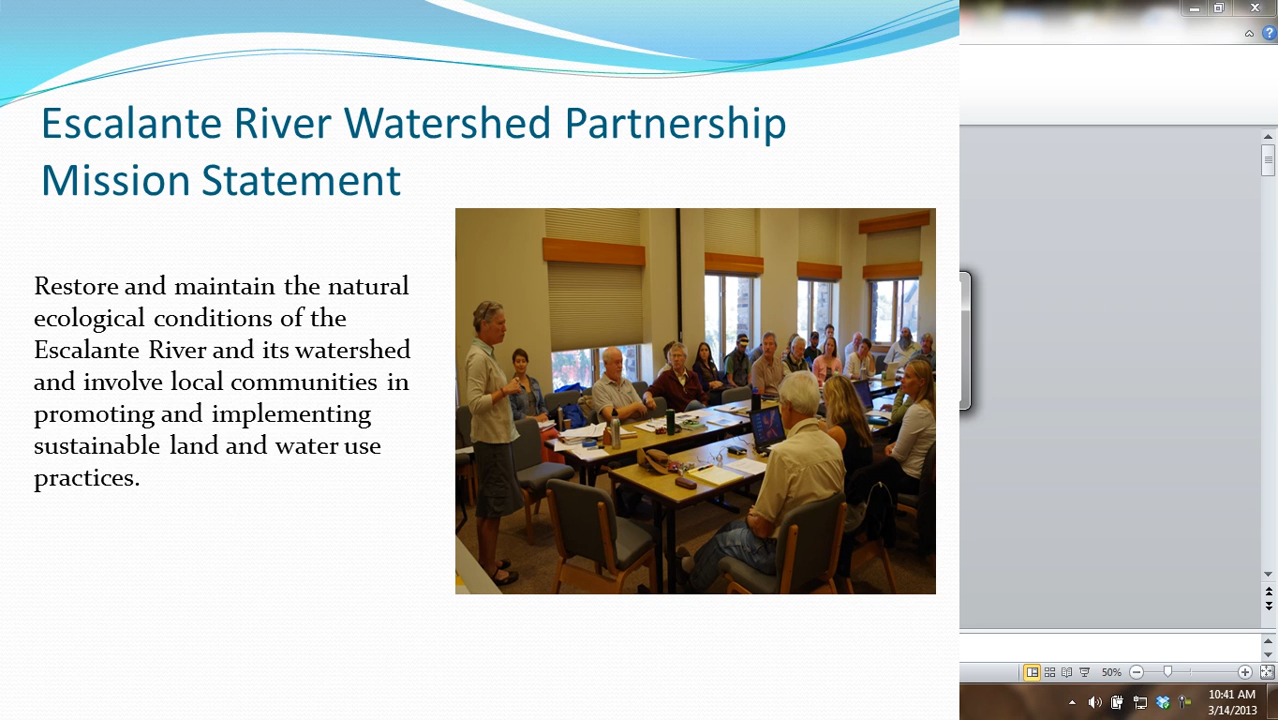 Escalante River Watershed Partnership
Mission Statement
Restore and maintain the natural
ecological conditions of the
Escalante River and its watershed
and involve local communities in
promoting and implementing
sustainable land and water use
practices.
50%
10:41 AM
3/14/2013